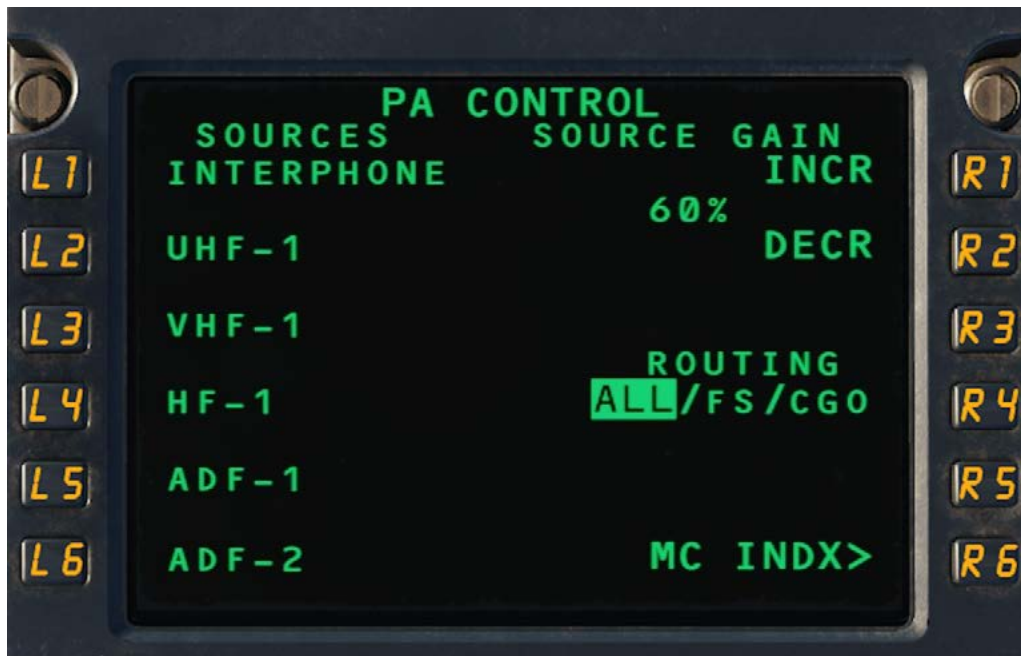 PA CONTROL
SOURCES SOURCE GAIN
L1 INTERPHONE INCR R1
60%
L2 UHF-1 DECR R2
L3 VHF-1 R3
ROUTING
L4 HF-1 ALL/FS/CGO R4
L5 ADF-1 R5
L6 ADF-2 MC INDX> R6